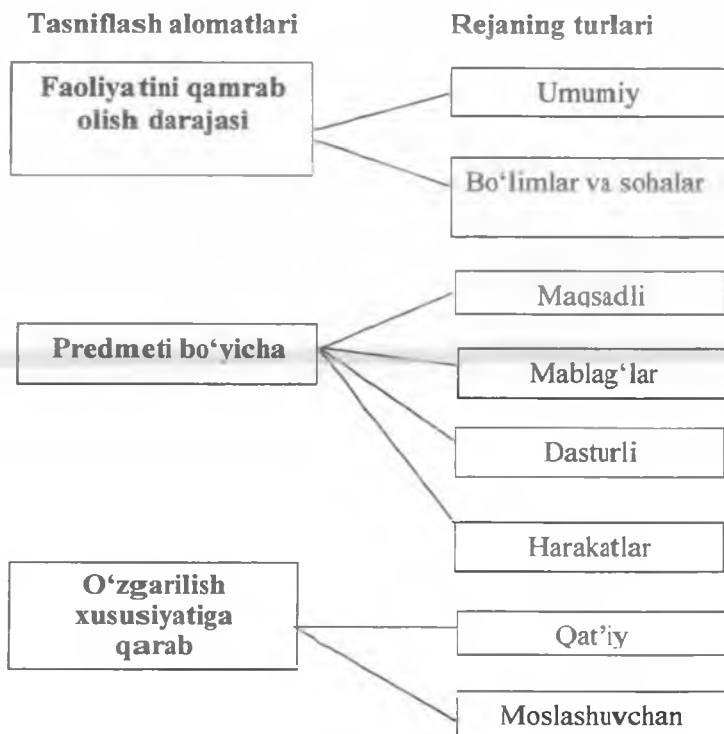 Tasniflash alomatlari
Rejaning turlari
Faoliyatini qamrab
olish darajasi
Umumiy
Bo‘limlar va sohalar
Predmeti bo‘yicha
Maqsadli
Mablag‘lar
Dasturli
Harakatlar
O‘zgarilish
xususiyatiga
qarab
Qat’iy
Moslashuvchan